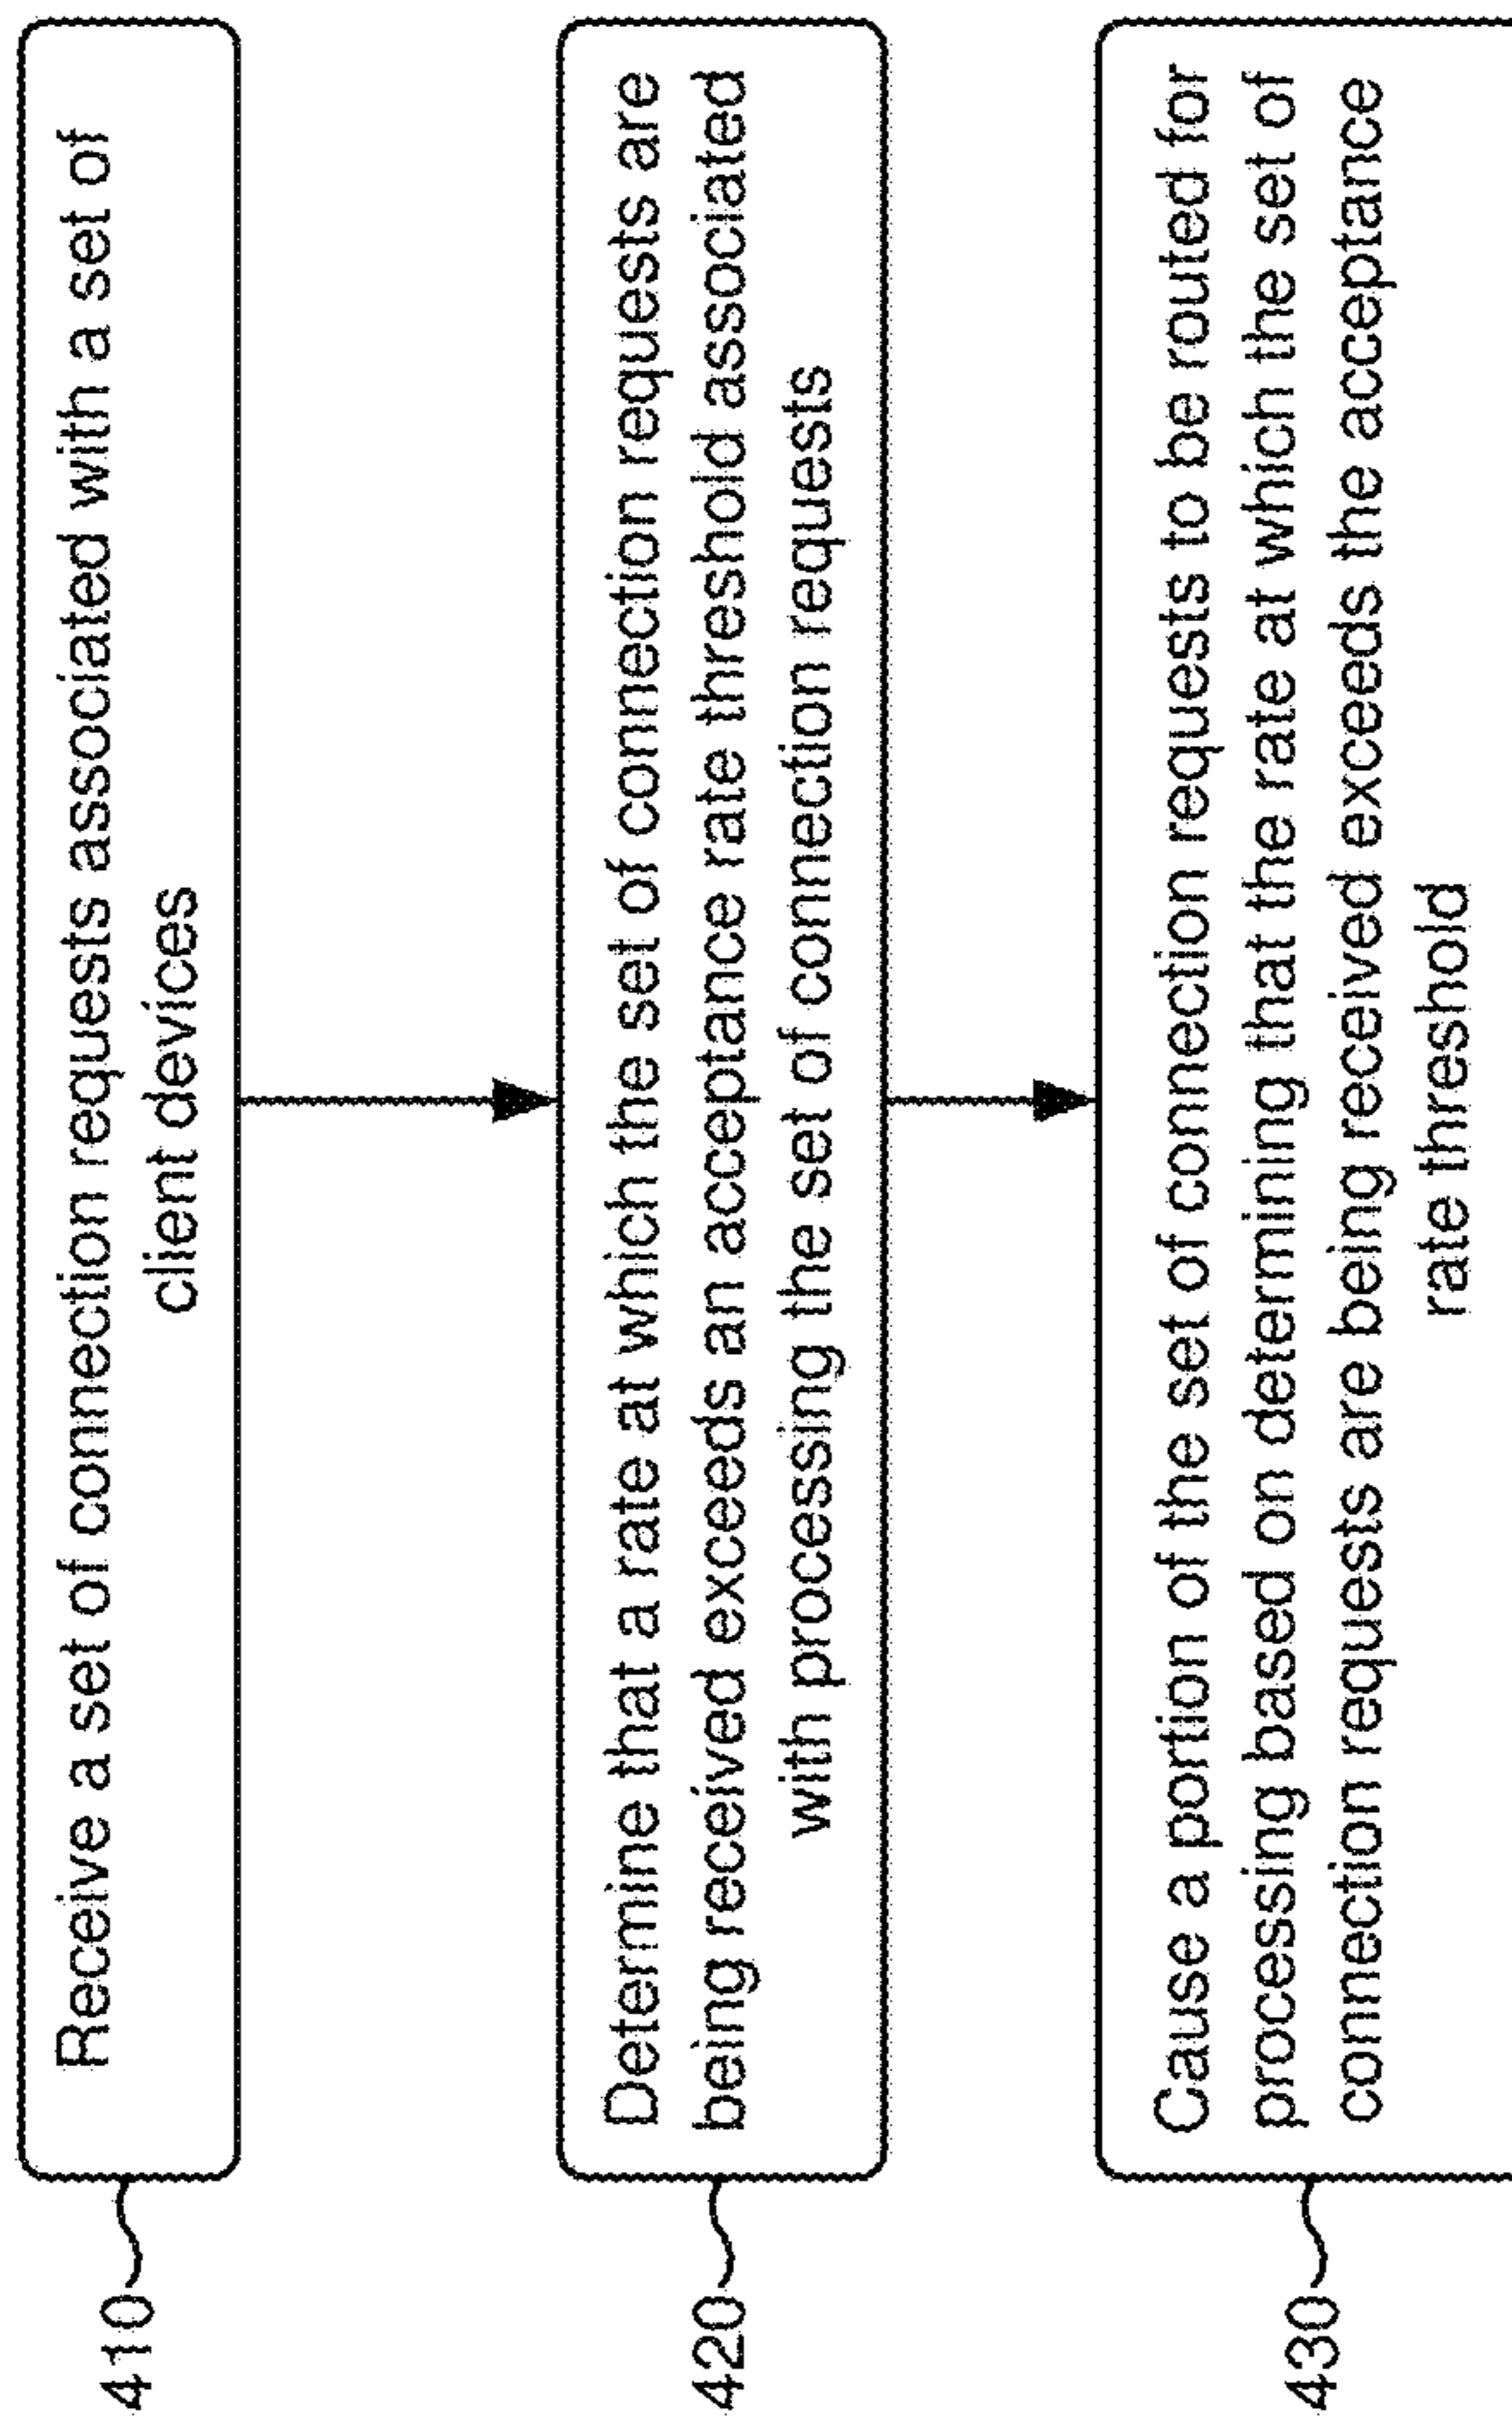 410
Receive a set of connection requests associated with a set of
client devices
420
Determine that a rate at which the set of connection requests are
being received exceeds an acceptance rate threshold associated
with processing the set of connection requests
430
Cause a portion of the set of connection requests to be routed for
processing based on determining that the rate at which the set of
connection requests are being received exceeds the acceptance
rate threshold